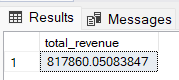 Results Messages
total_revenue
1 817860.05083847